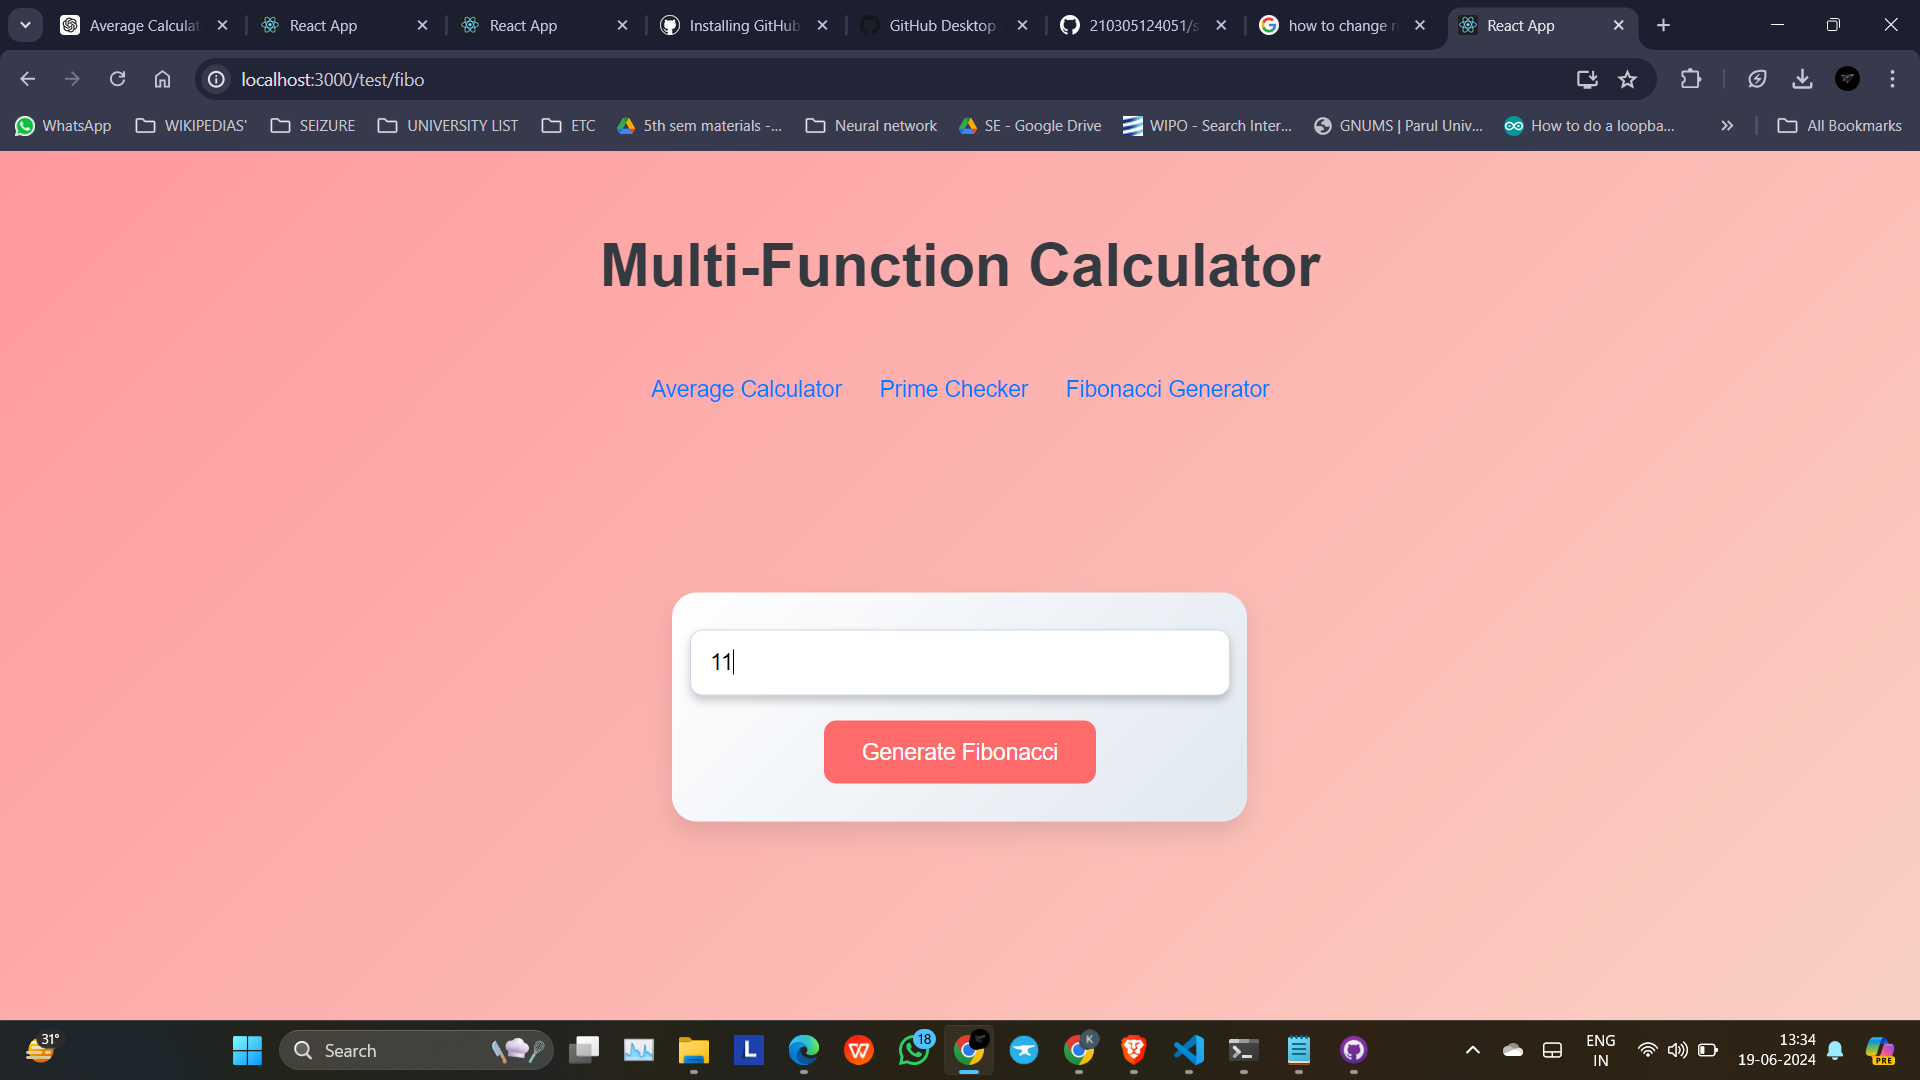 Average Calculat
React App
React App
Installing GitHub
GitHub Desktop
210305124051/s
how to change r
React App
localhost:3000/test/fibo
WhatsApp
WIKIPEDIAS'
SEIZURE
UNIVERSITY LIST
ETC
5th sem materials -...
Neural network
SE - Google Drive
WIPO - Search Inter...
GNUMS | Parul Univ...
How to do a loopba...
All Bookmarks
Multi-Function Calculator
Average Calculator
Prime Checker
Fibonacci Generator
11
Generate Fibonacci
31°
Search
L
W
18
K
ENG
IN
13:34
19-06-2024
PRE